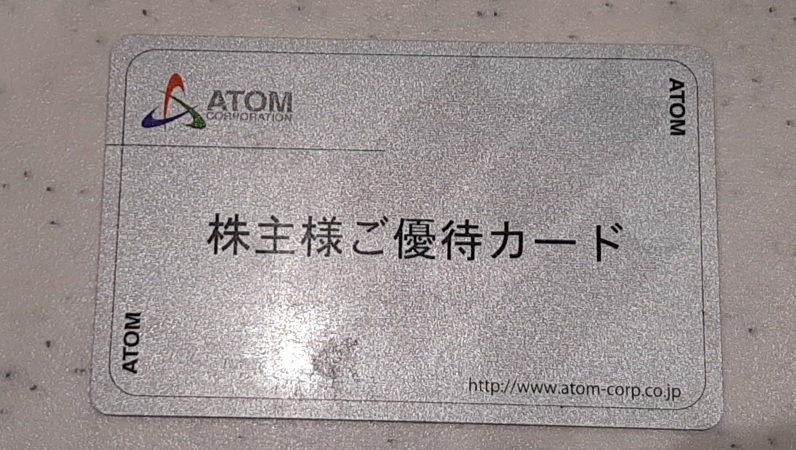 ATOM
CORPORATION
ATOM
株主様ご優待カード
ATOM
http://www.atom-corp.co.jp